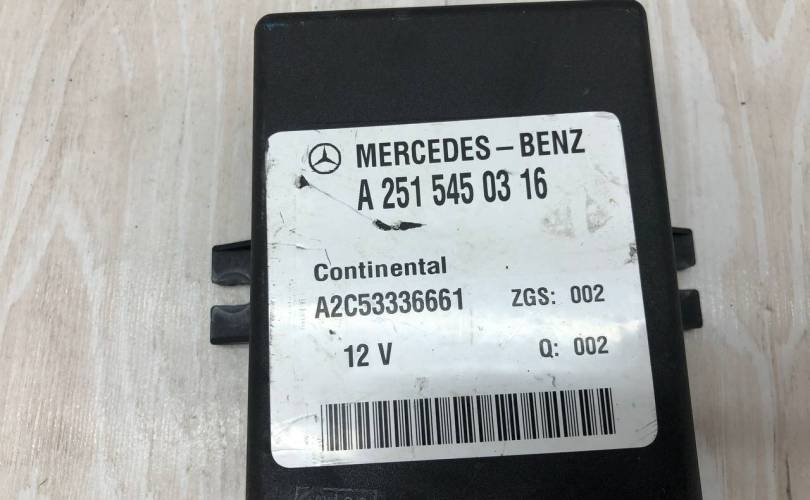 MERCEDES – BENZ
A 251 545 03 16
Continental
A2C53336661 ZGS: 002
12 V Q: 002